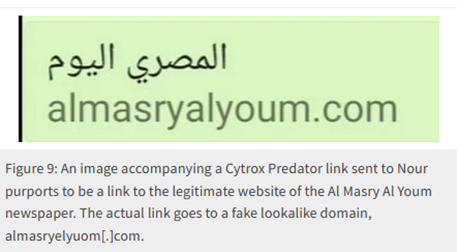 المصري اليوم
almasryalyoum.com
Figure 9: An image accompanying a Cytrox Predator link sent to Nour
purports to be a link to the legitimate website of the Al Masry Al Youm
newspaper. The actual link goes to a fake lookalike domain,
almasryelyuom[.]com.